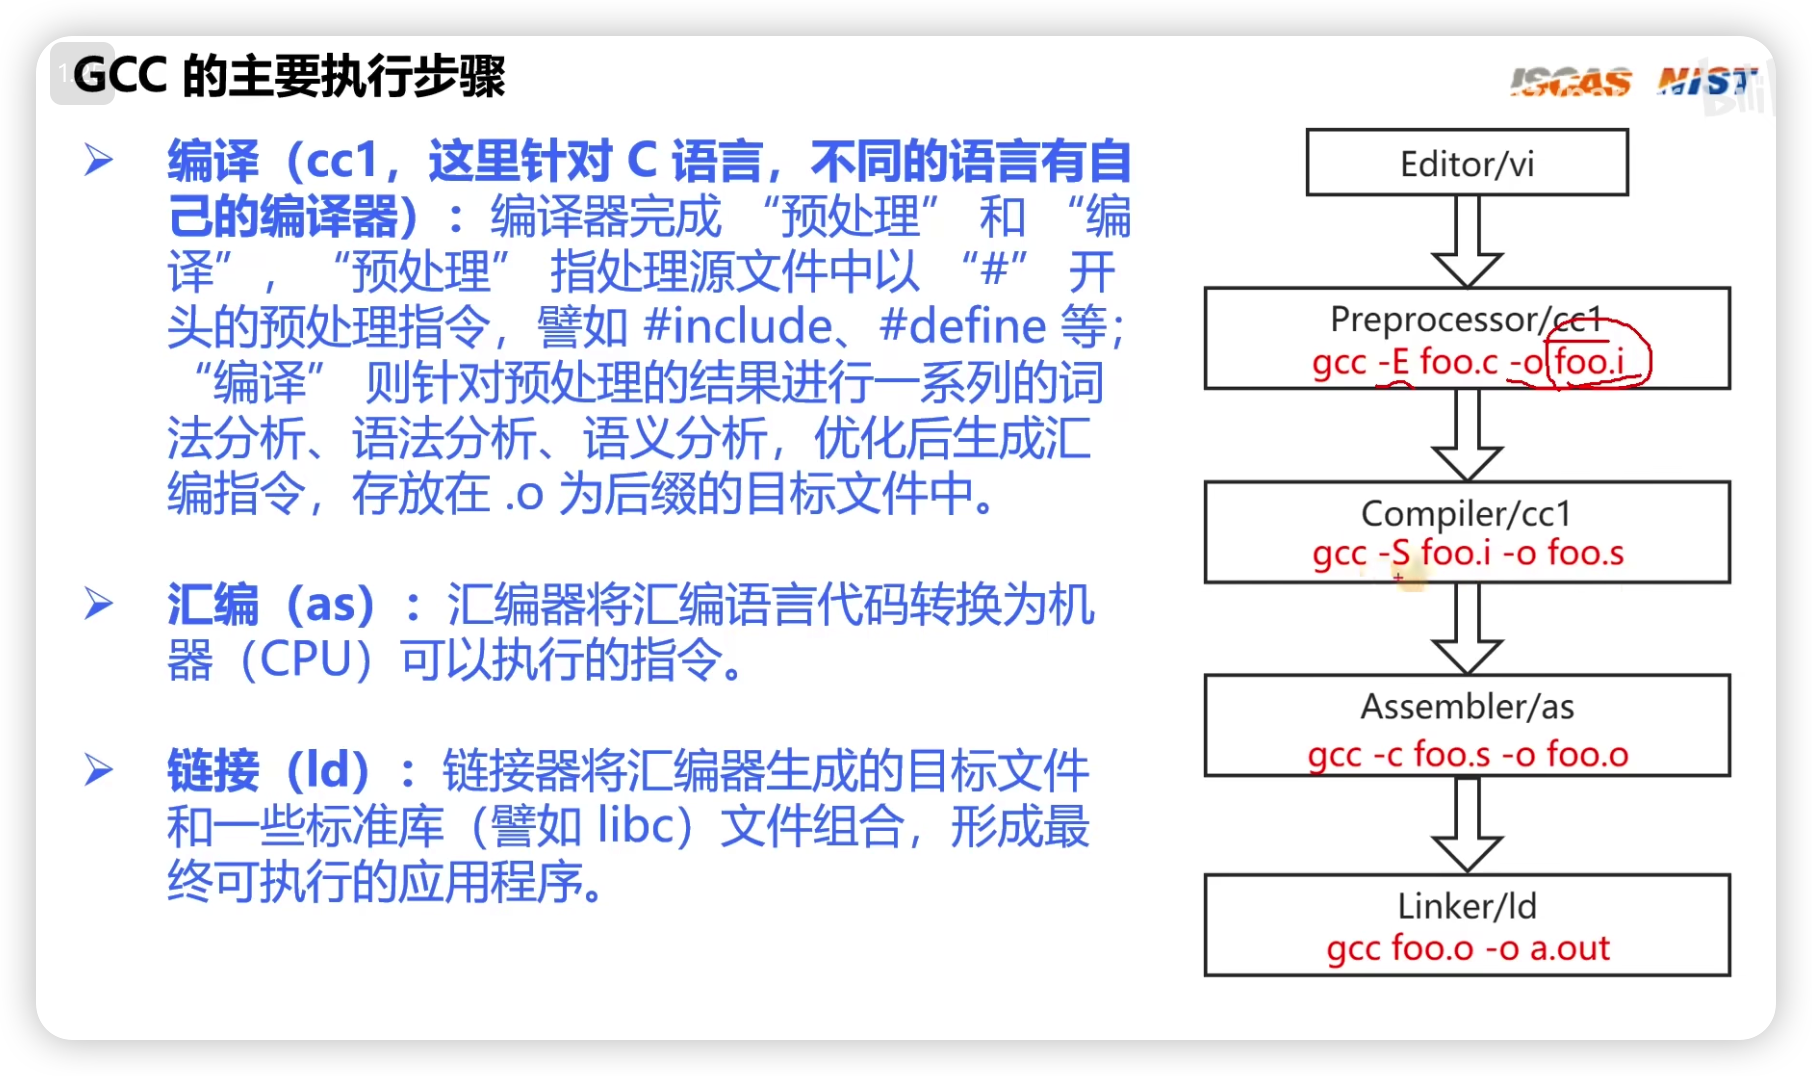 GCC 的主要执行步骤
ISCAS NIST
编译（cc1，这里针对 C 语言，不同的语言有自
己的编译器）：编译器完成 “预处理” 和 “编
译”， “预处理” 指处理源文件中以 “#” 开
头的预处理指令，譬如 #include、#define 等；
“编译” 则针对预处理的结果进行一系列的词
法分析、语法分析、语义分析，优化后生成汇
编指令，存放在 .o 为后缀的目标文件中。
汇编（as）：汇编器将汇编语言代码转换为机
器（CPU）可以执行的指令。
链接（ld）：链接器将汇编器生成的目标文件
和一些标准库（譬如 libc）文件组合，形成最
终可执行的应用程序。
Editor/vi
Preprocessor/cc1
gcc -E foo.c -o foo.i
Compiler/cc1
gcc -S foo.i -o foo.s
Assembler/as
gcc -c foo.s -o foo.o
Linker/ld
gcc foo.o -o a.out